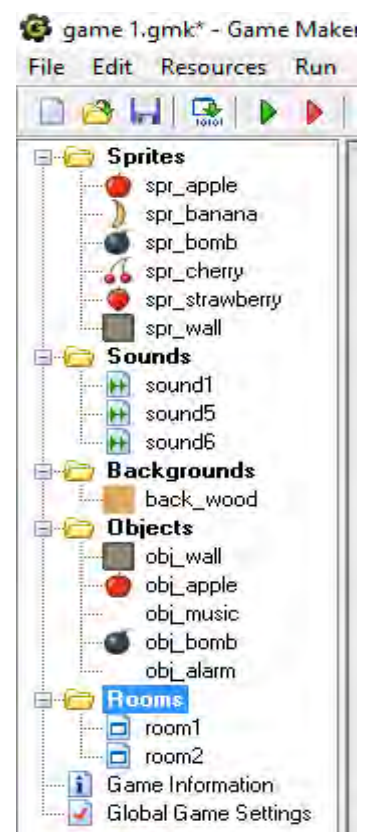 game 1.gmk* - Game Maker
File Edit Resources Run
Sprites
spr_apple
spr_banana
spr_bomb
spr_cherry
spr_strawberry
spr_wall
Sounds
sound1
sound5
sound6
Backgrounds
back_wood
Objects
obj_wall
obj_apple
obj_music
obj_bomb
obj_alarm
Rooms
room1
room2
Game Information
Global Game Settings